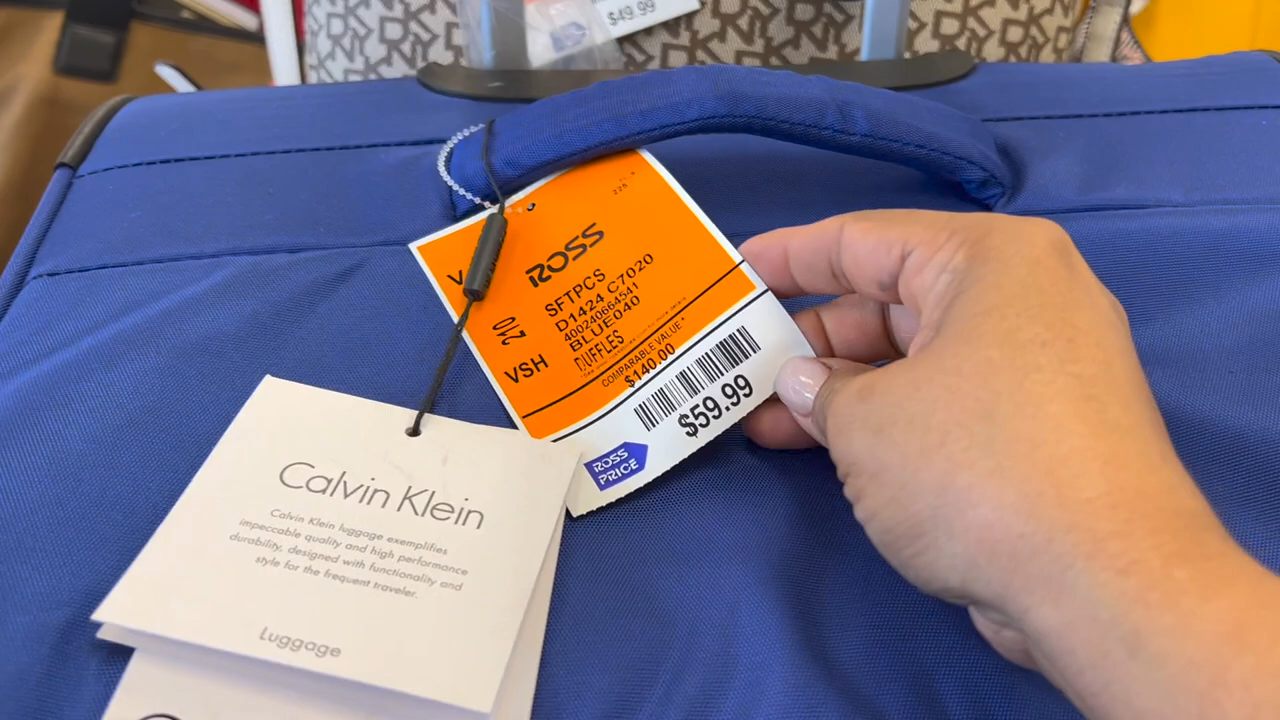 $49.99
228
ROSS
SFTPCS
D1424 C7020
400240664541
BLUE040
DUFFLES
COMPARABLE VALUE*
$140.00
210
VSH
$59.99
ROSS
PRICE
Calvin Klein
Calvin Klein luggage exemplifies
impeccable quality and high performance
durability, designed with functionality and
style for the frequent traveler.
Luggage